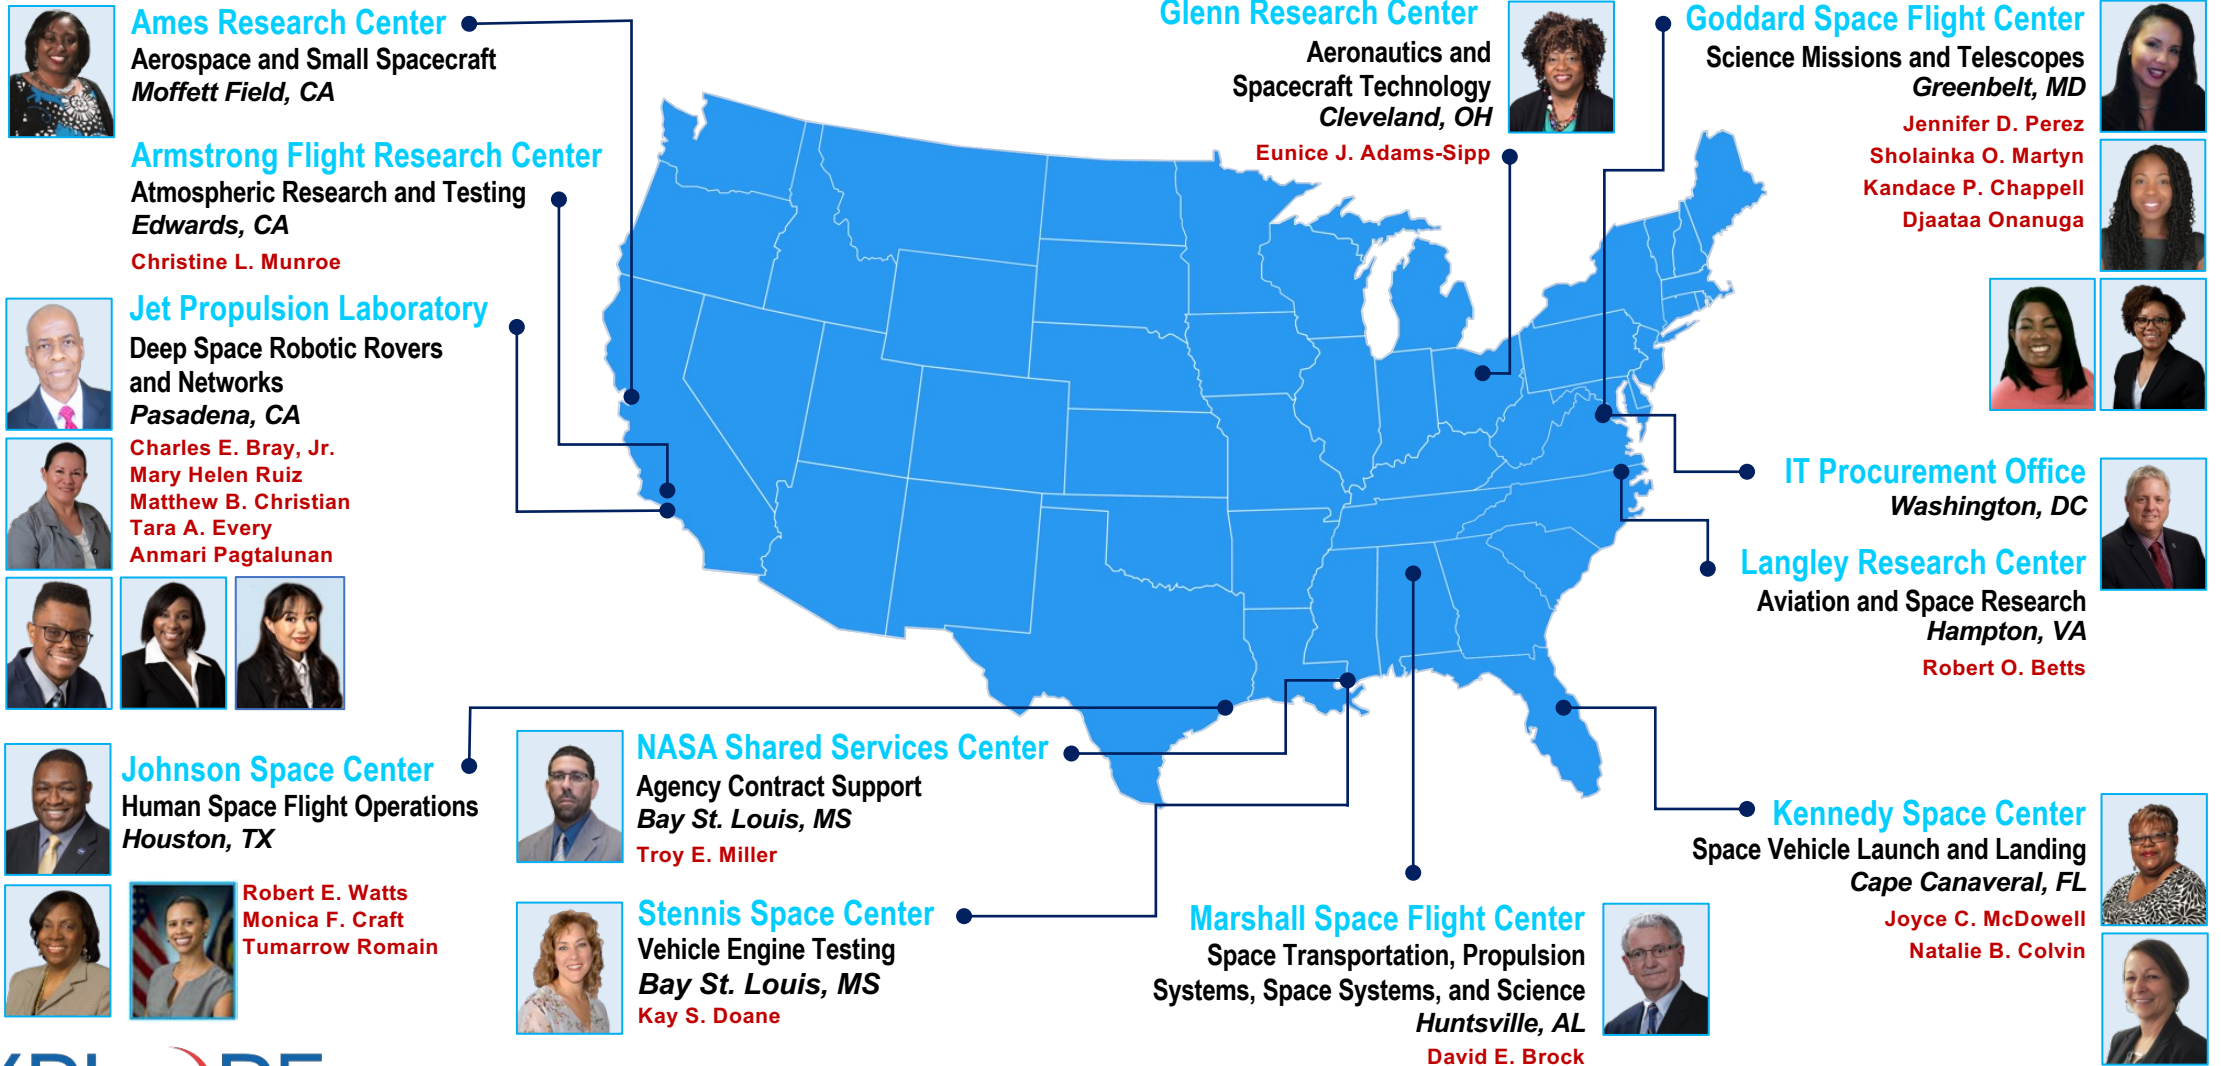 Ames Research Center
Aerospace and Small Spacecraft
Moffett Field, CA
Armstrong Flight Research Center
Atmospheric Research and Testing
Edwards, CA
Christine L. Munroe
Jet Propulsion Laboratory
Deep Space Robotic Rovers
and Networks
Pasadena, CA
Charles E. Bray, Jr.
Mary Helen Ruiz
Matthew B. Christian
Tara A. Every
Anmari Pagtalunan
Johnson Space Center
Human Space Flight Operations
Houston, TX
Robert E. Watts
Monica F. Craft
Tumarrow Romain
NASA Shared Services Center
Agency Contract Support
Bay St. Louis, MS
Troy E. Miller
Stennis Space Center
Vehicle Engine Testing
Bay St. Louis, MS
Kay S. Doane
Glenn Research Center
Aeronautics and
Spacecraft Technology
Cleveland, OH
Eunice J. Adams-Sipp
Goddard Space Flight Center
Science Missions and Telescopes
Greenbelt, MD
Jennifer D. Perez
Sholainka O. Martyn
Kandace P. Chappell
Djaataa Onanuga
IT Procurement Office
Washington, DC
Langley Research Center
Aviation and Space Research
Hampton, VA
Robert O. Betts
Kennedy Space Center
Space Vehicle Launch and Landing
Cape Canaveral, FL
Joyce C. McDowell
Natalie B. Colvin
Marshall Space Flight Center
Space Transportation, Propulsion
Systems, Space Systems, and Science
Huntsville, AL
David E. Brock